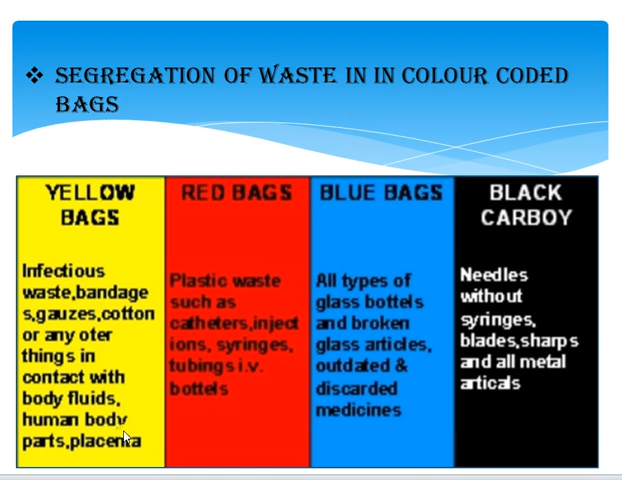 ❖ SEGREGATION OF WASTE IN IN COLOUR CODED
BAGS
YELLOW
BAGS
Infectious
waste,bandage
s,gauzes,cotton
or any oter
things in
contact with
body fluids,
human body
parts,placenta
RED BAGS
Plastic waste
such as
catheters,inject
ions, syringes,
tubings i.v.
bottels
BLUE BAGS
All types of
glass bottels
and broken
glass articles,
outdated &
discarded
medicines
BLACK
CARBOY
Needles
without
syringes,
blades,sharps
and all metal
articals